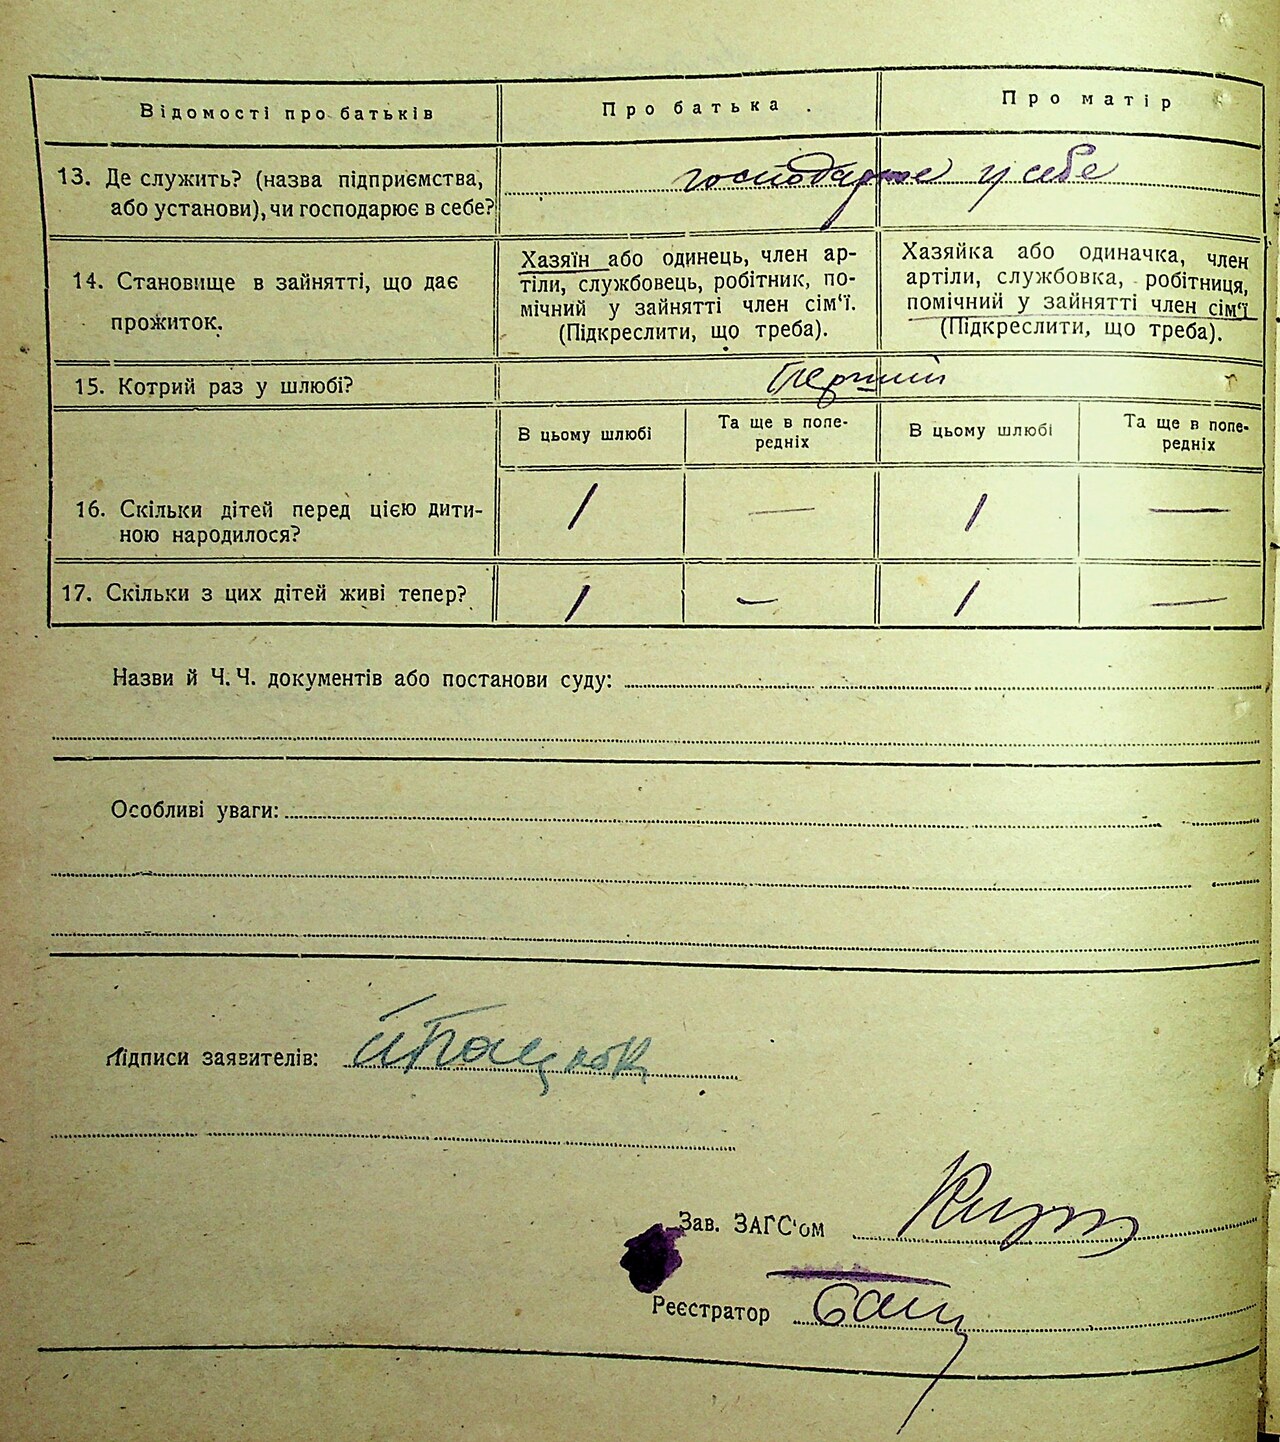 Відомості про батьків Про батька . Про матір
13. Де служить? (назва підприємства, або установи), чи господарює в себе?
господарює у себе
14. Становище в зайнятті, що дає прожиток.
Хазяїн або одинець, член ар-
тілі, службовець, робітник, по-
мічний у зайнятті член сім'ї.
(Підкреслити, що треба).
Хазяйка або одиначка, член
артілі, службовка, робітниця,
помічний у зайнятті член сім'ї
(Підкреслити, що треба).
15. Котрий раз у шлюбі? Перший
В цьому шлюбі
Та ще в попе-
редніх
В цьому шлюбі
Та ще в попе-
редніх
16. Скільки дітей перед цією дити-
ною народилося?
1 — 1 —
17. Скільки з цих дітей живі тепер? 1 — 1 —
Назви й Ч.Ч. документів або постанови суду:
Особливі уваги:
Підписи заявителів:
Зав. ЗАГС'ом
Реєстратор